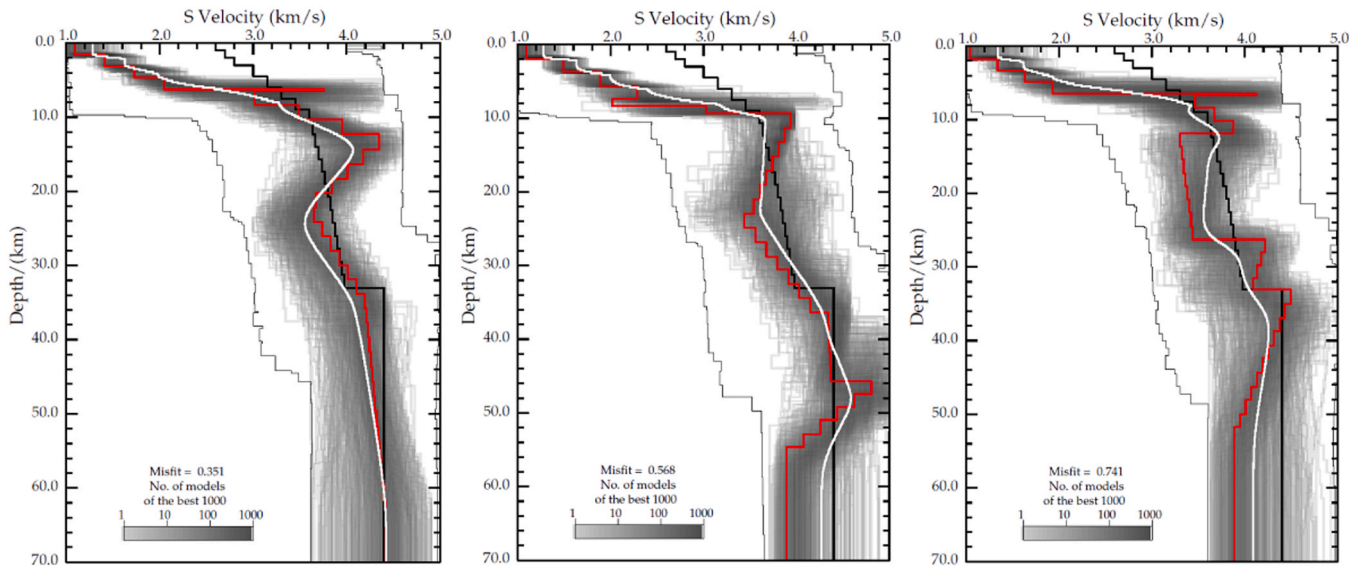 S Velocity (km/s)
1.0 2.0 3.0 4.0 5.0
0.0
10.0
20.0
30.0
40.0
50.0
60.0
70.0
Depth/(km)
Misfit = 0.351
No. of models
of the best 1000
1 10 100 1000
S Velocity (km/s)
1.0 2.0 3.0 4.0 5.0
0.0
10.0
20.0
30.0
40.0
50.0
60.0
70.0
Depth/(km)
Misfit = 0.568
No. of models
of the best 1000
1 10 100 1000
S Velocity (km/s)
1.0 2.0 3.0 4.0 5.0
0.0
10.0
20.0
30.0
40.0
50.0
60.0
70.0
Depth/(km)
Misfit = 0.741
No. of models
of the best 1000
1 10 100 1000